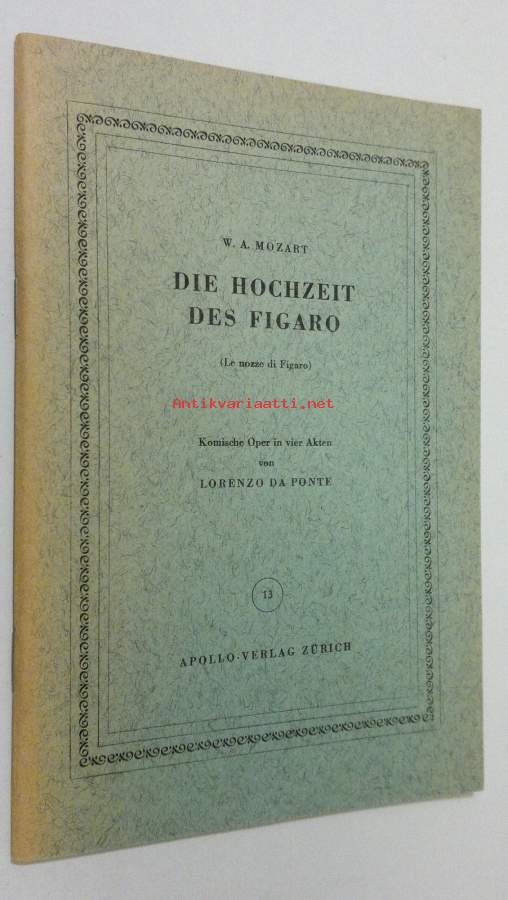 W. A. MOZART
DIE HOCHZEIT
DES FIGARO
(Le nozze di Figaro)
Antikvariaatti.net
Komische Oper in vier Akten
von
LORENZO DA PONTE
13
APOLLO-VERLAG ZÜRICH